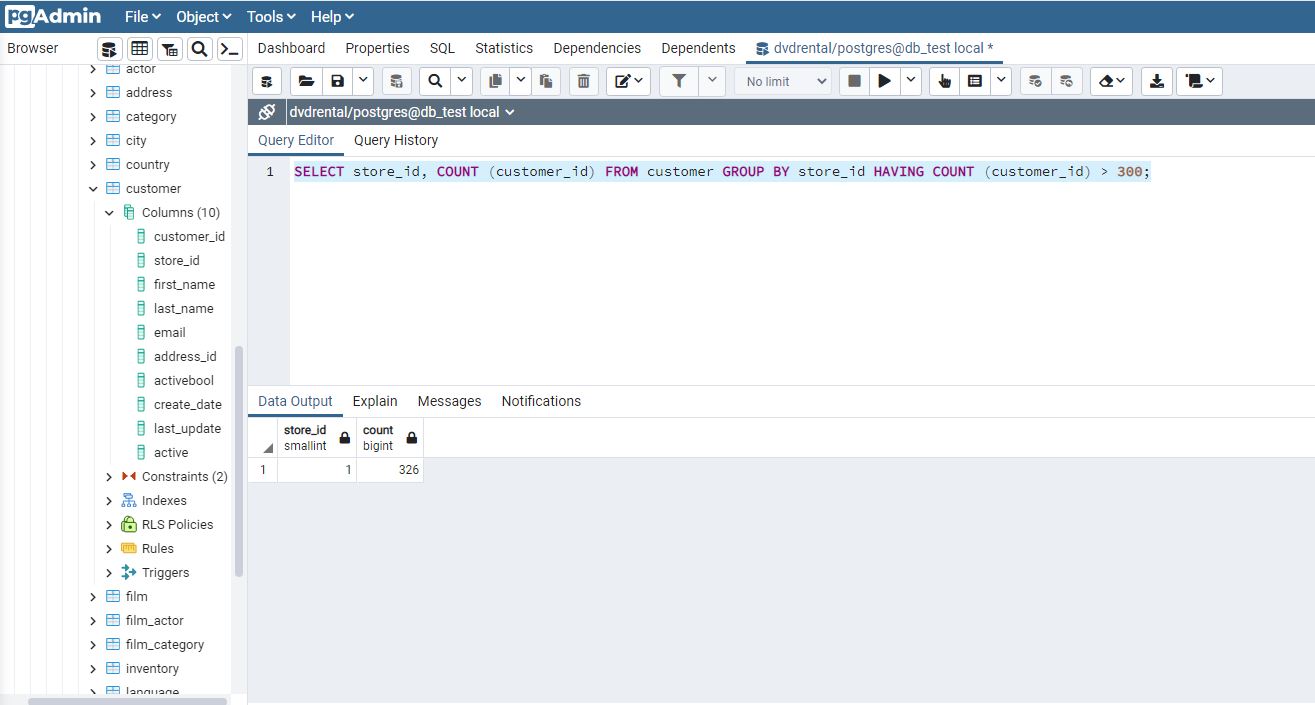 pgAdmin File Object Tools Help
Browser
Dashboard Properties SQL Statistics Dependencies Dependents dvdrental/postgres@db_test local *
No limit
dvdrental/postgres@db_test local
Query Editor Query History
1 SELECT store_id, COUNT (customer_id) FROM customer GROUP BY store_id HAVING COUNT (customer_id) > 300;
actor
address
category
city
country
customer
Columns (10)
customer_id
store_id
first_name
last_name
email
address_id
activebool
create_date
last_update
active
Constraints (2)
Indexes
RLS Policies
Rules
Triggers
film
film_actor
film_category
inventory
language
Data Output Explain Messages Notifications
store_id count
smallint bigint
1 1 326